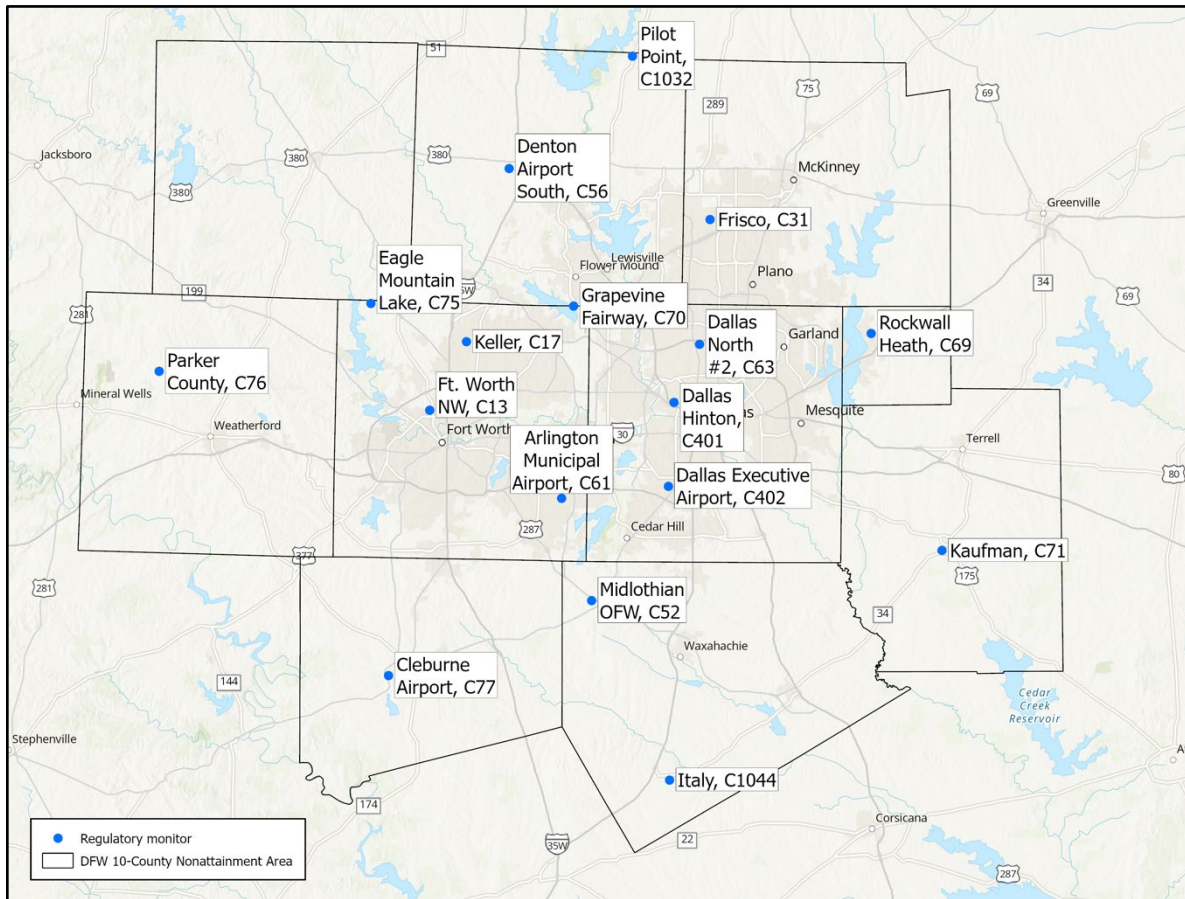 Pilot
Point,
C1032
51
75
69
289
Jacksboro
380
380
Denton
Airport
South, C56
McKinney
69
380
Greenville
Frisco, C31
Eagle
Mountain
Lake, C75
Lewisville
Flower Mound
Plano
34
199
Grapevine
Fairway, C70
69
281
Keller, C17
Dallas
North
#2, C63
Garland
Rockwall
Heath, C69
Parker
County, C76
Mineral Wells
Ft. Worth
NW, C13
Dallas
Hinton,
C401
Mesquite
Weatherford
Fort Worth
30
Terrell
Arlington
Municipal
Airport, C61
80
Dallas Executive
Airport, C402
287
Cedar Hill
377
Kaufman, C71
175
281
Midlothian
OFW, C52
34
Waxahachie
144
Cleburne
Airport, C77
Cedar
Creek
Reservoir
Stephenville
Italy, C1044
174
Corsicana
22
35W
287
Regulatory monitor
DFW 10-County Nonattainment Area